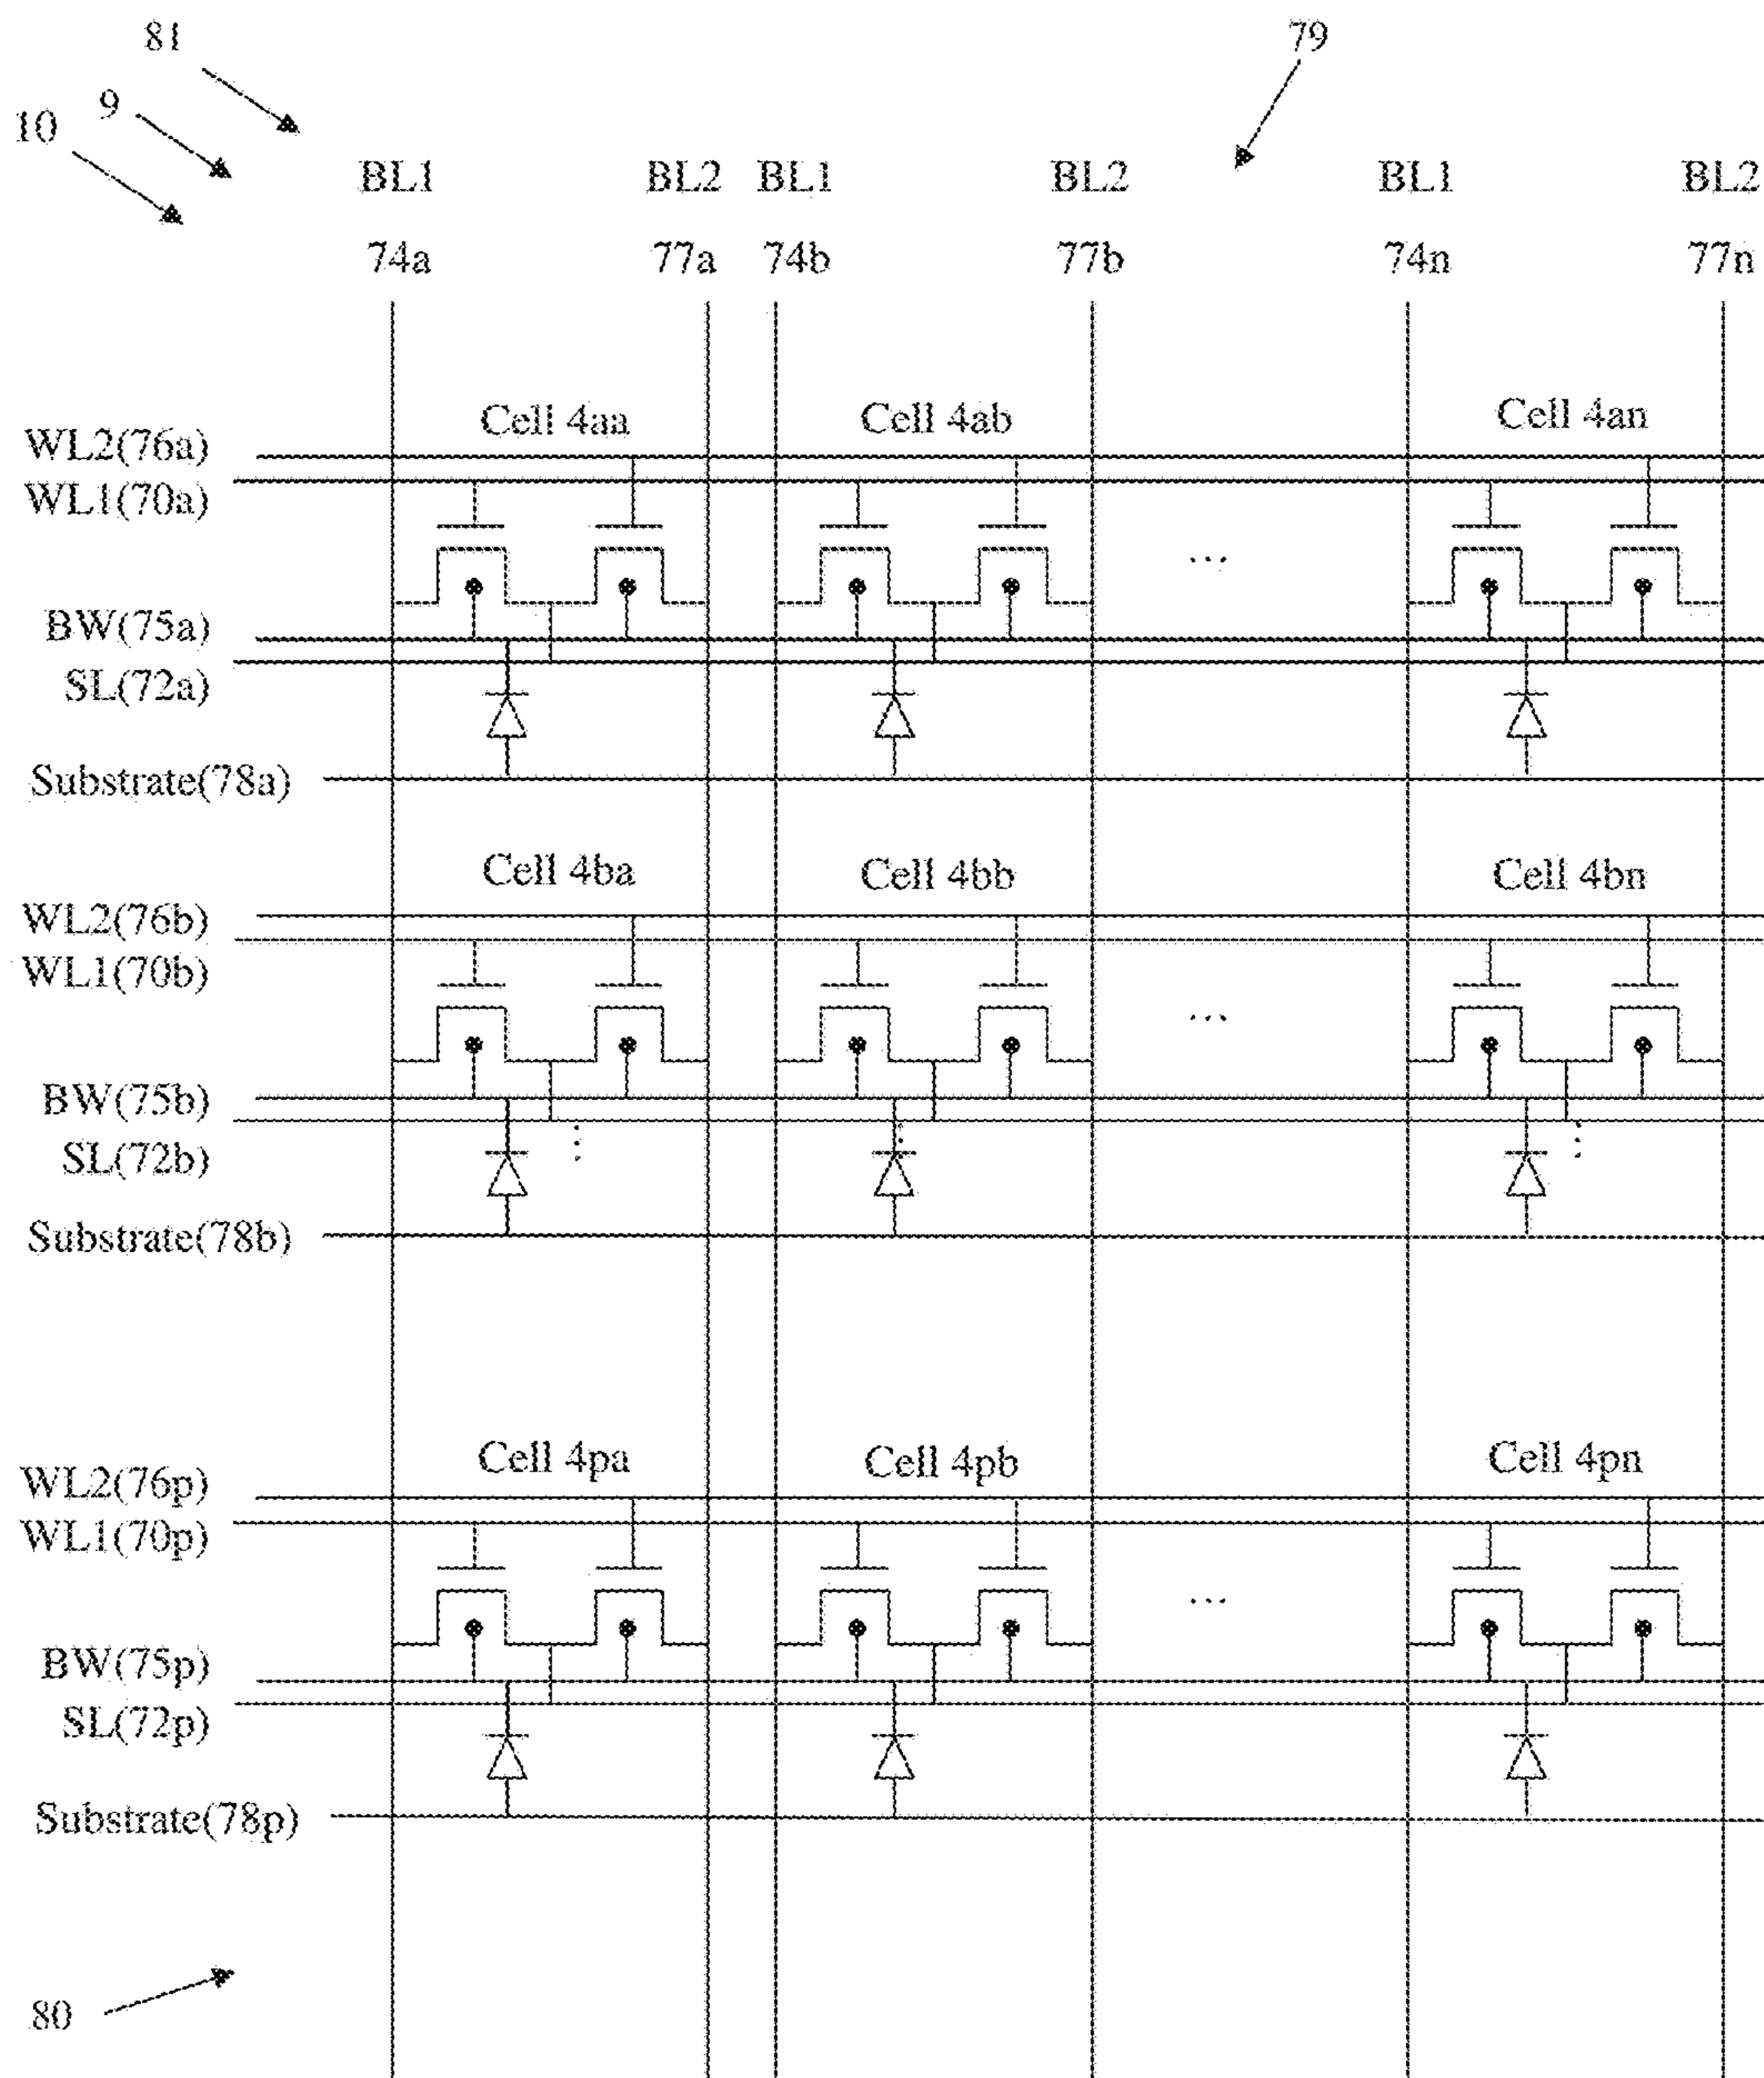 81
79
9
10
BL1 BL2 BL1 BL2 BL1 BL2
74a 77a 74b 77b 74n 77n
Cell 4aa Cell 4ab Cell 4an
WL2(76a)
WL1(70a)
...
BW(75a)
SL(72a)
Substrate(78a)
Cell 4ba Cell 4bb Cell 4bn
WL2(76b)
WL1(70b)
...
BW(75b)
SL(72b)
Substrate(78b)
Cell 4pa Cell 4pb Cell 4pn
WL2(76p)
WL1(70p)
...
BW(75p)
SL(72p)
Substrate(78p)
80